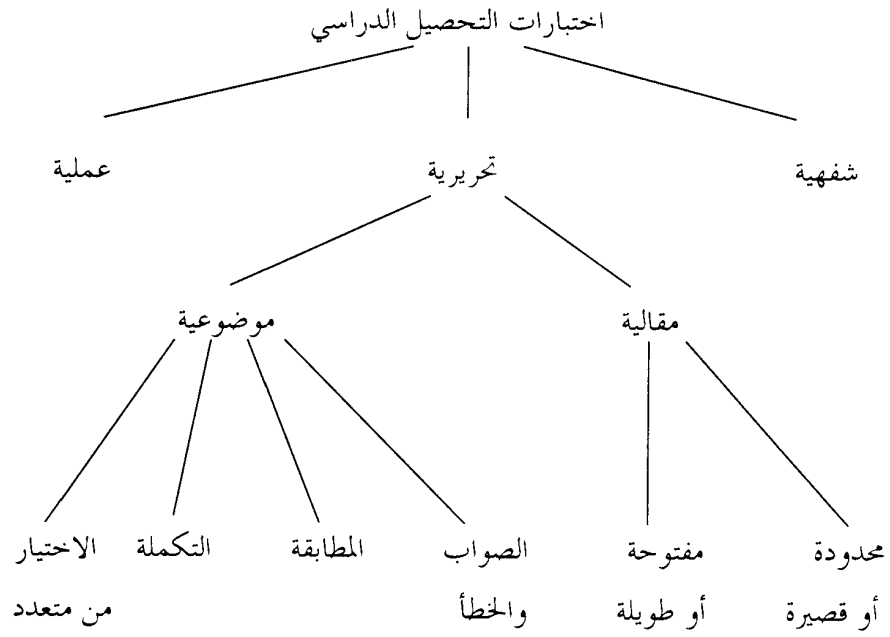 اختبارات التحصيل الدراسي
شفهية تحريرية عملية
مقالية موضوعية
محدودة مفتوحة الصواب المطابقة التكملة الاختيار
أو قصيرة أو طويلة والخطأ من متعدد